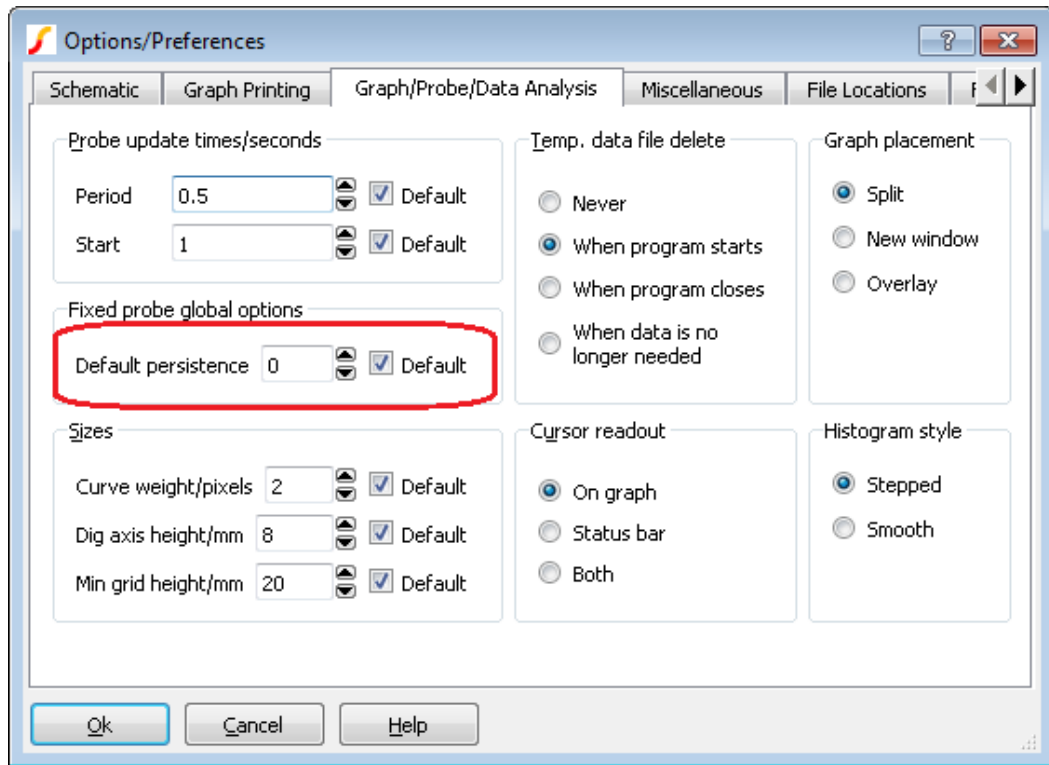 Options/Preferences
Schematic
Graph Printing
Graph/Probe/Data Analysis
Miscellaneous
File Locations
Probe update times/seconds
Period 0.5 Default
Start 1 Default
Fixed probe global options
Default persistence 0 Default
Sizes
Curve weight/pixels 2 Default
Dig axis height/mm 8 Default
Min grid height/mm 20 Default
Temp. data file delete
Never
When program starts
When program closes
When data is no
longer needed
Cursor readout
On graph
Status bar
Both
Graph placement
Split
New window
Overlay
Histogram style
Stepped
Smooth
Ok
Cancel
Help